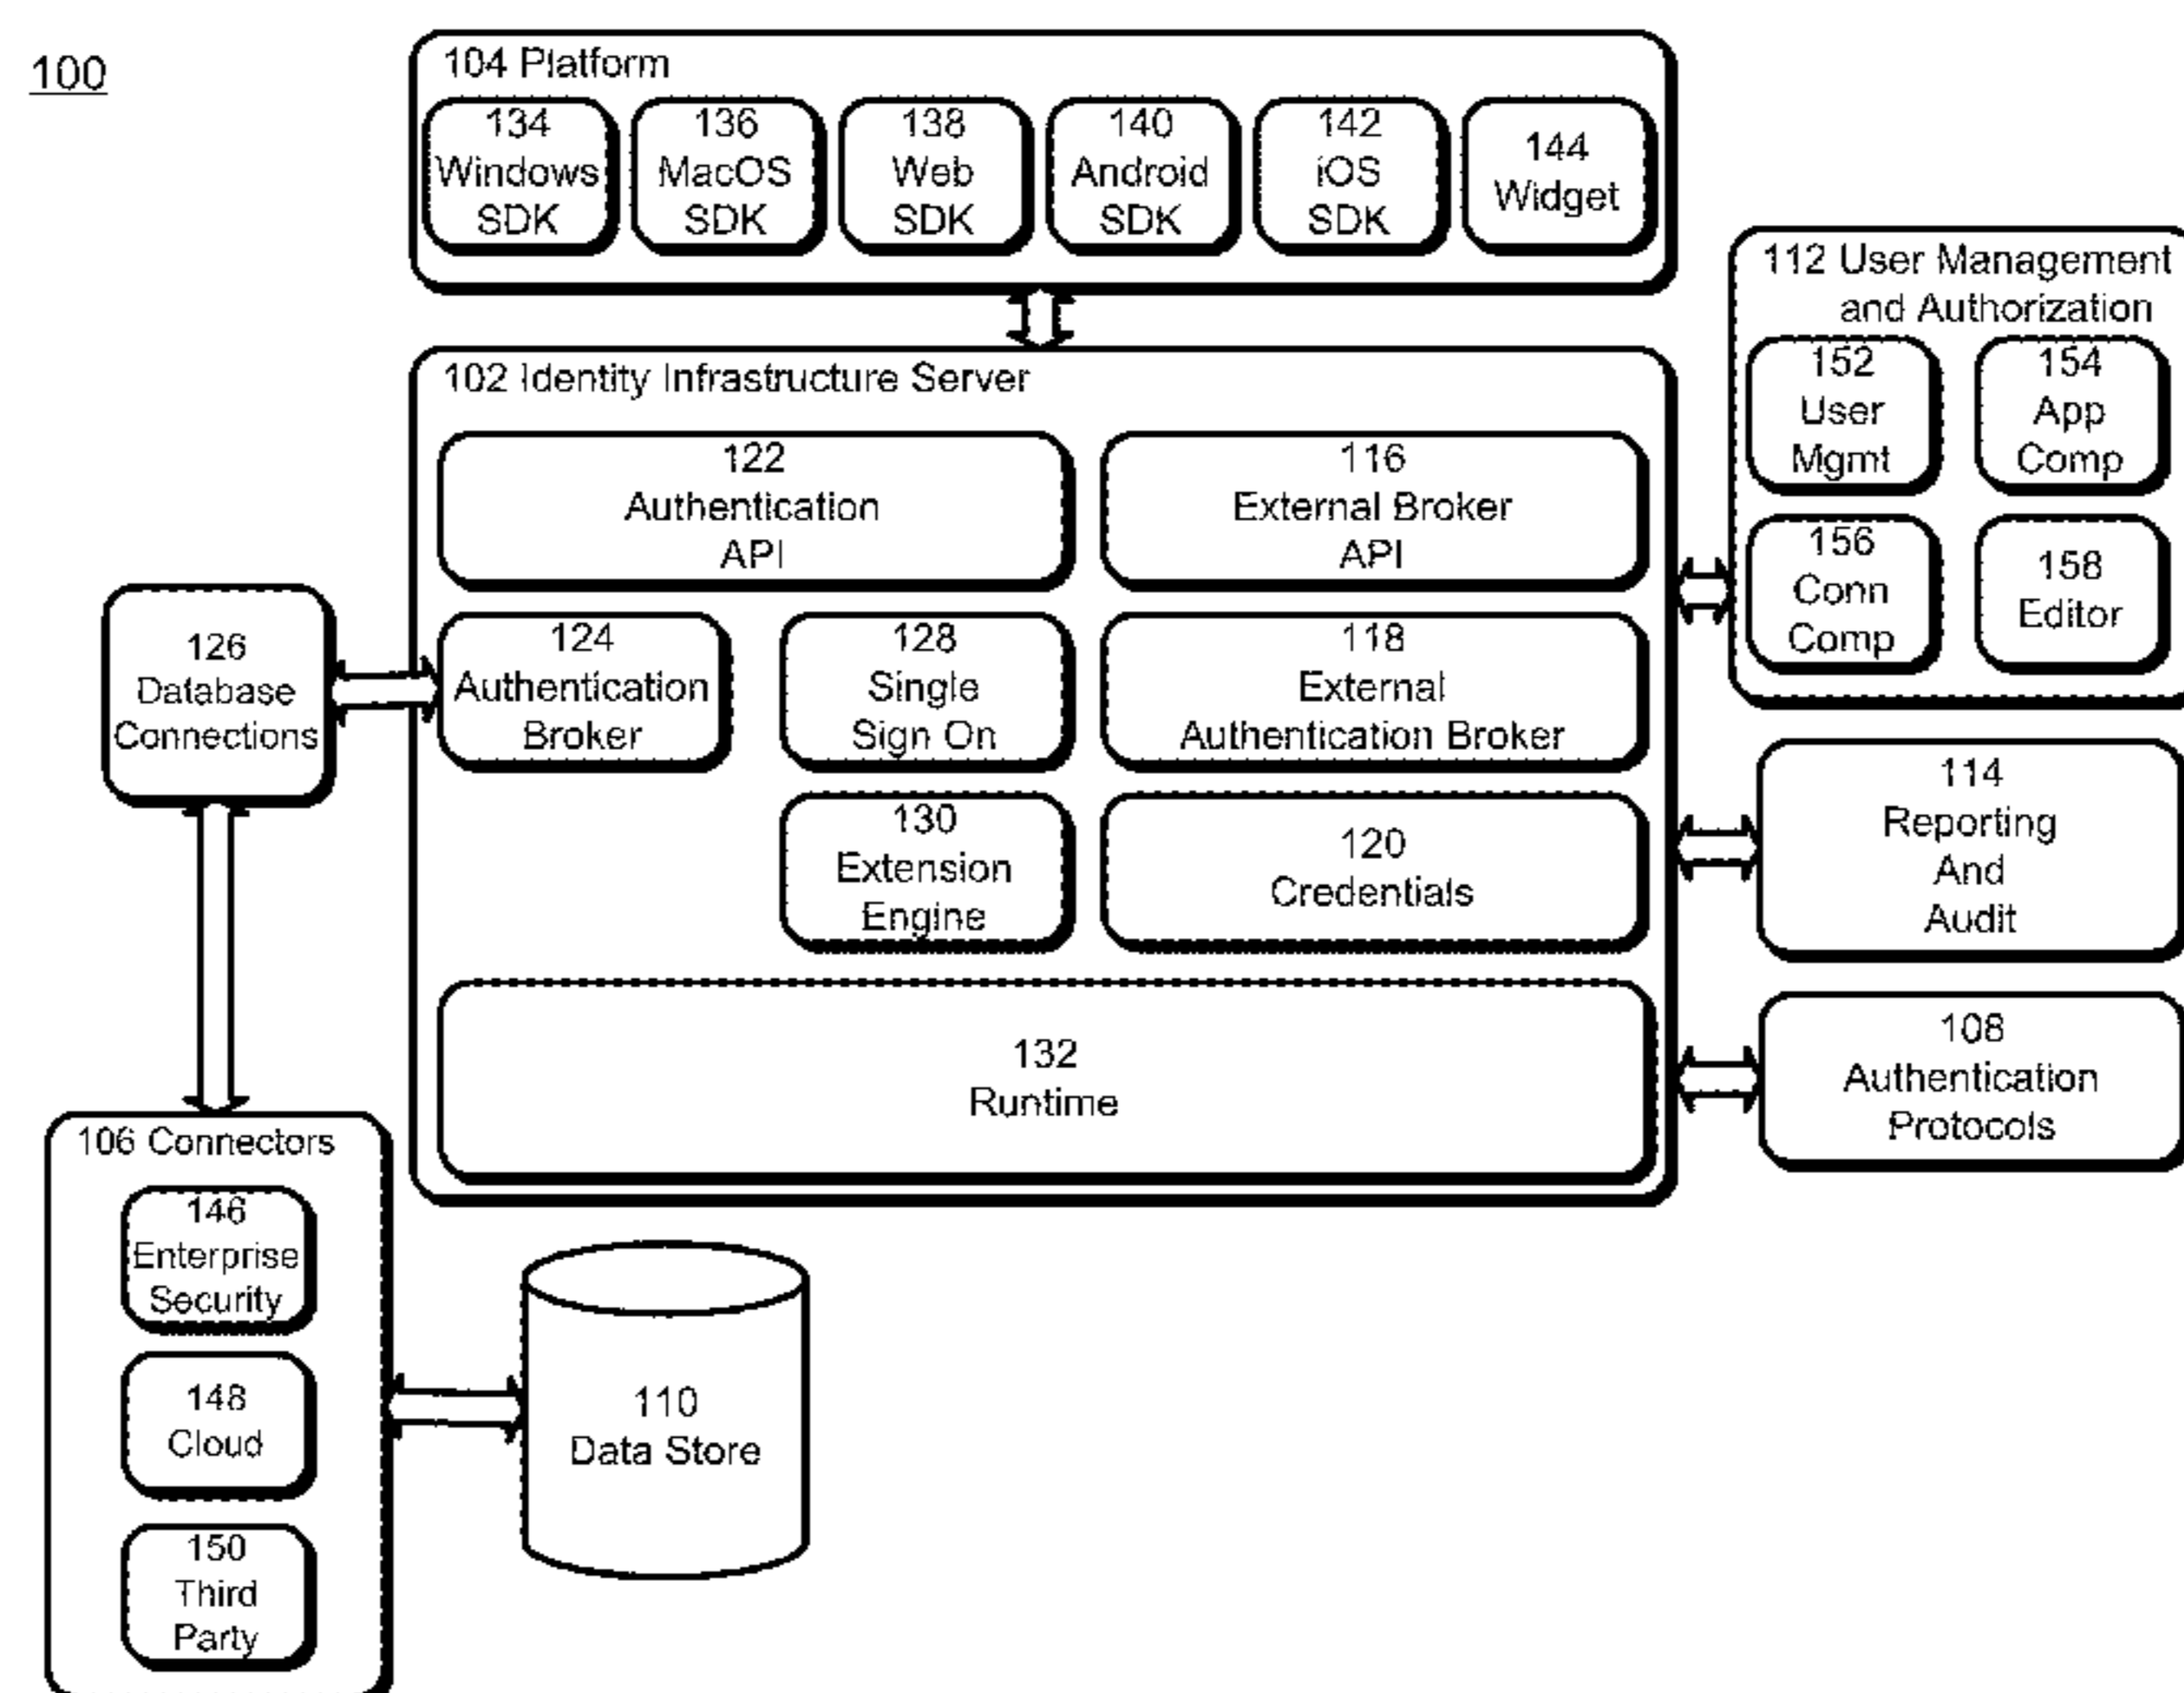 100
104 Platform
134
Windows
SDK
136
MacOS
SDK
138
Web
SDK
140
Android
SDK
142
iOS
SDK
144
Widget
102 Identity Infrastructure Server
122
Authentication
API
116
External Broker
API
124
Authentication
Broker
128
Single
Sign On
118
External
Authentication Broker
130
Extension
Engine
120
Credentials
132
Runtime
112 User Management
and Authorization
152
User
Mgmt
154
App
Comp
156
Conn
Comp
158
Editor
114
Reporting
And
Audit
108
Authentication
Protocols
126
Database
Connections
106 Connectors
146
Enterprise
Security
148
Cloud
150
Third
Party
110
Data Store